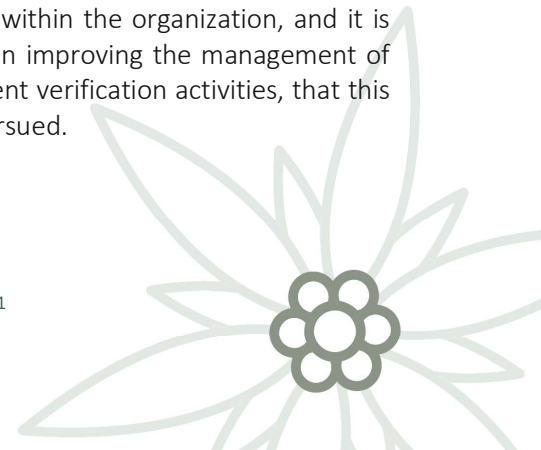 within the organization, and it is
n improving the management of
ent verification activities, that this
rsued.
1